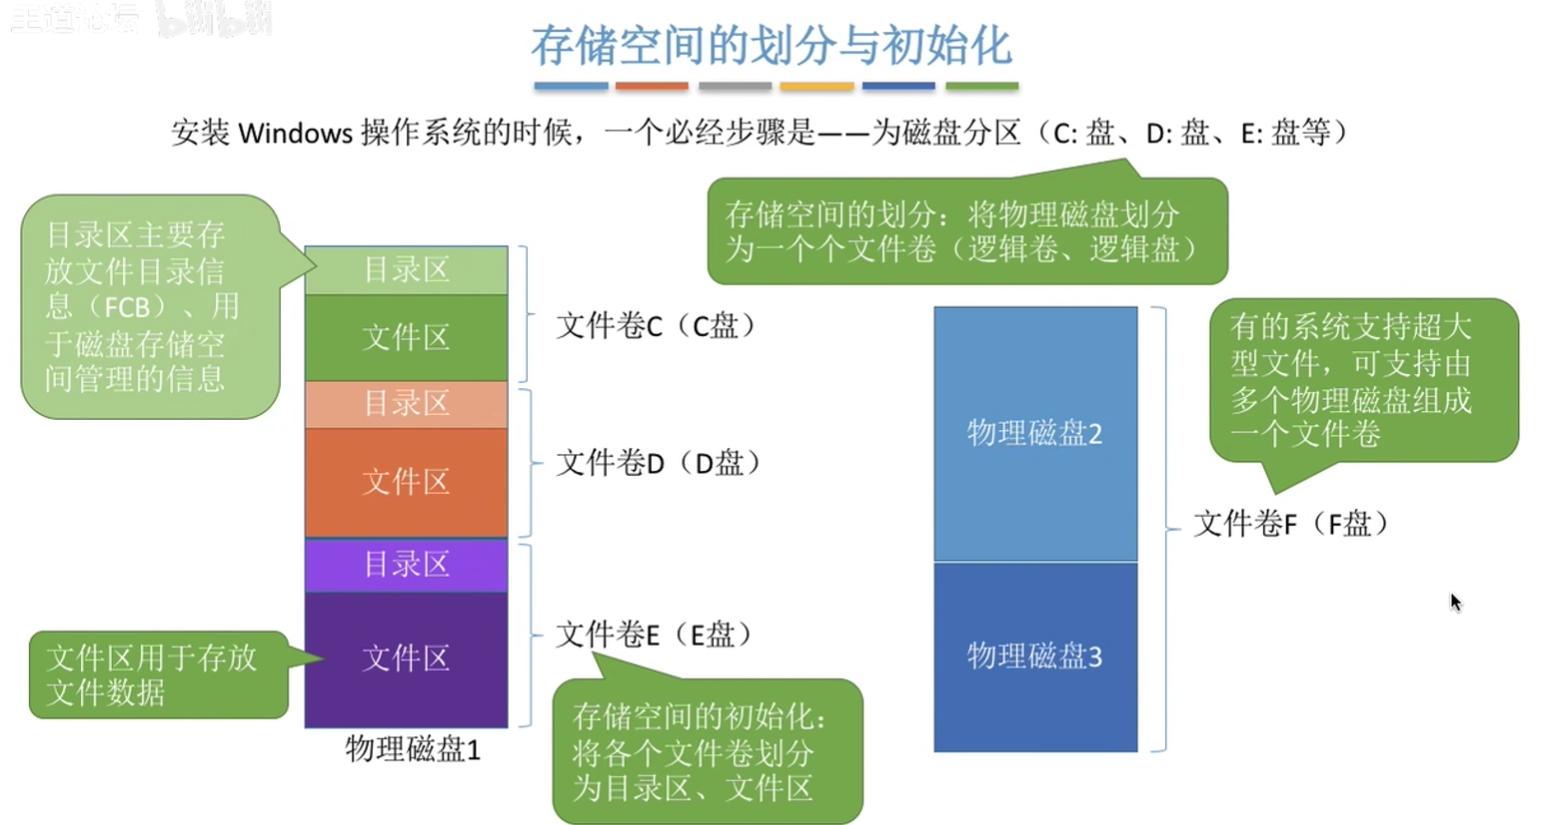 王道论坛 bilibili
存储空间的划分与初始化
安装 Windows 操作系统的时候，一个必经步骤是——为磁盘分区（C: 盘、D: 盘、E: 盘等）
存储空间的划分：将物理磁盘划分
为一个个文件卷（逻辑卷、逻辑盘）
目录区主要存
放文件目录信
息（FCB）、用
于磁盘存储空
间管理的信息
目录区
文件区
文件卷C（C盘）
目录区
文件区
文件卷D（D盘）
目录区
文件区
文件卷E（E盘）
文件区用于存放
文件数据
物理磁盘1
存储空间的初始化：
将各个文件卷划分
为目录区、文件区
物理磁盘2
物理磁盘3
有的系统支持超大
型文件，可支持由
多个物理磁盘组成
一个文件卷
文件卷F（F盘）